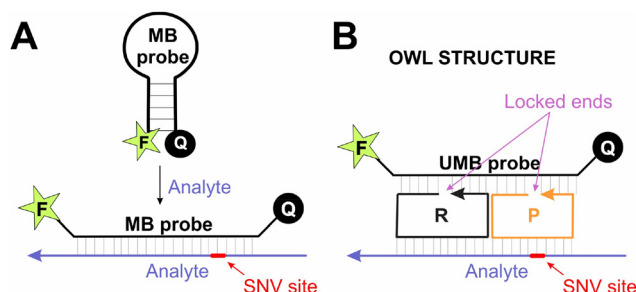 A
MB
probe
F
Q
Analyte
F
MB probe
Q
Analyte
SNV site
B
OWL STRUCTURE
Locked ends
F
UMB probe
Q
R
P
Analyte
SNV site